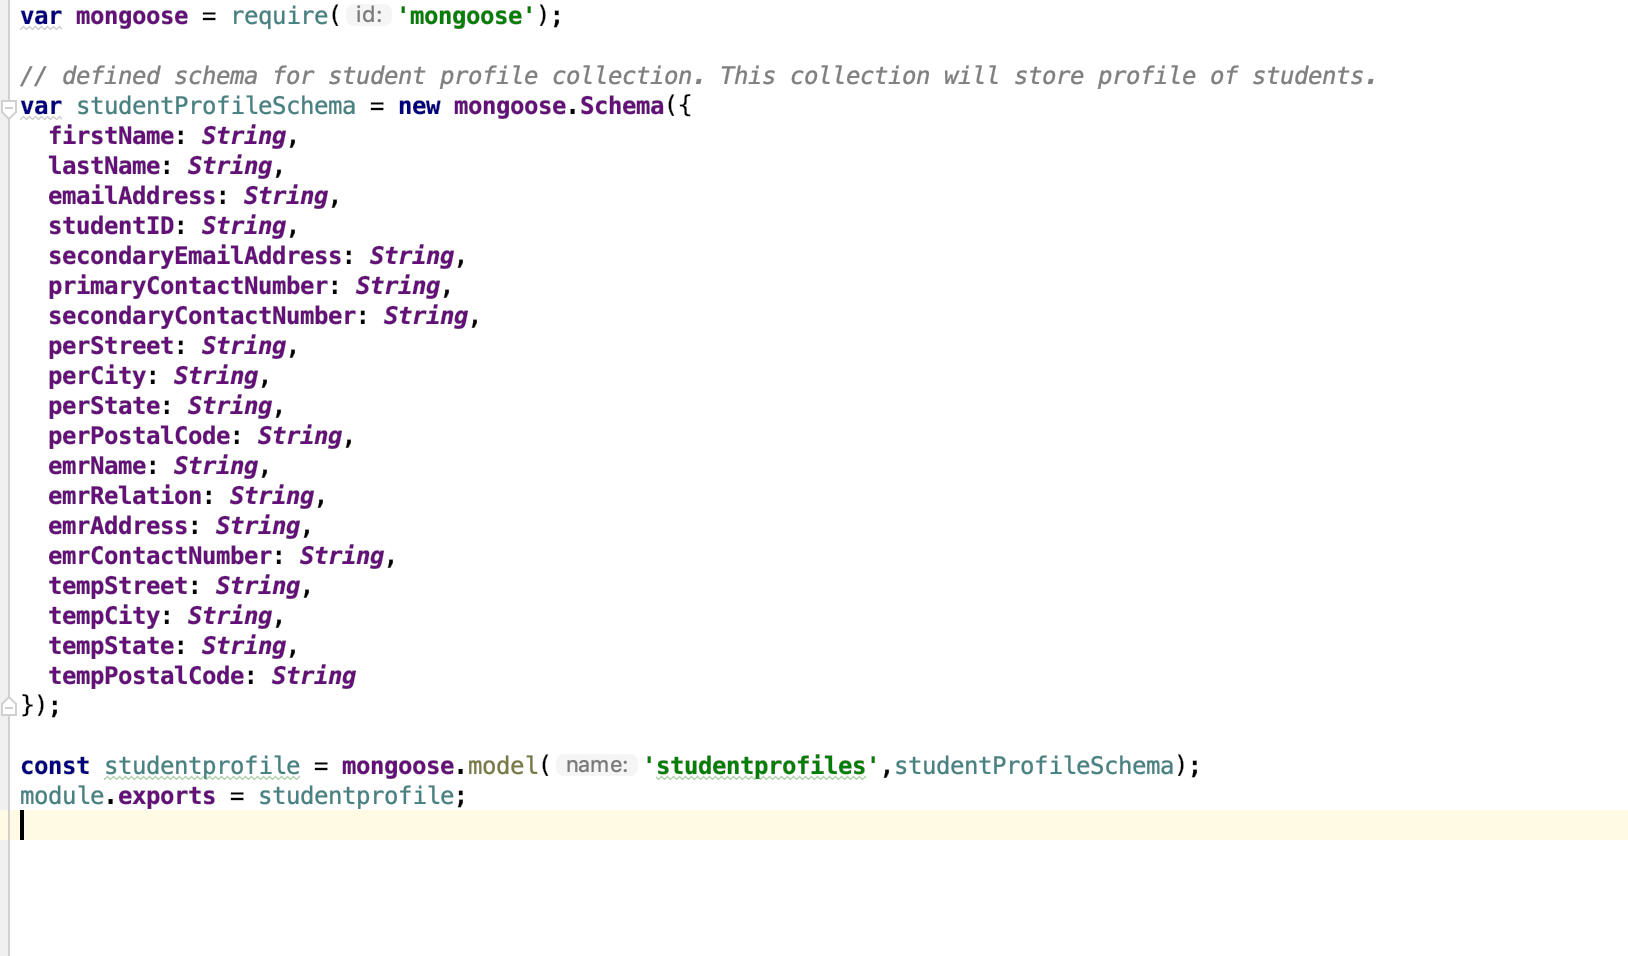 var mongoose = require( id: 'mongoose');
// defined schema for student profile collection. This collection will store profile of students.
var studentProfileSchema = new mongoose.Schema({
firstName: String,
lastName: String,
emailAddress: String,
studentID: String,
secondaryEmailAddress: String,
primaryContactNumber: String,
secondaryContactNumber: String,
perStreet: String,
perCity: String,
perState: String,
perPostalCode: String,
emrName: String,
emrRelation: String,
emrAddress: String,
emrContactNumber: String,
tempStreet: String,
tempCity: String,
tempState: String,
tempPostalCode: String
});
const studentprofile = mongoose.model( name: 'studentprofiles',studentProfileSchema);
module.exports = studentprofile;